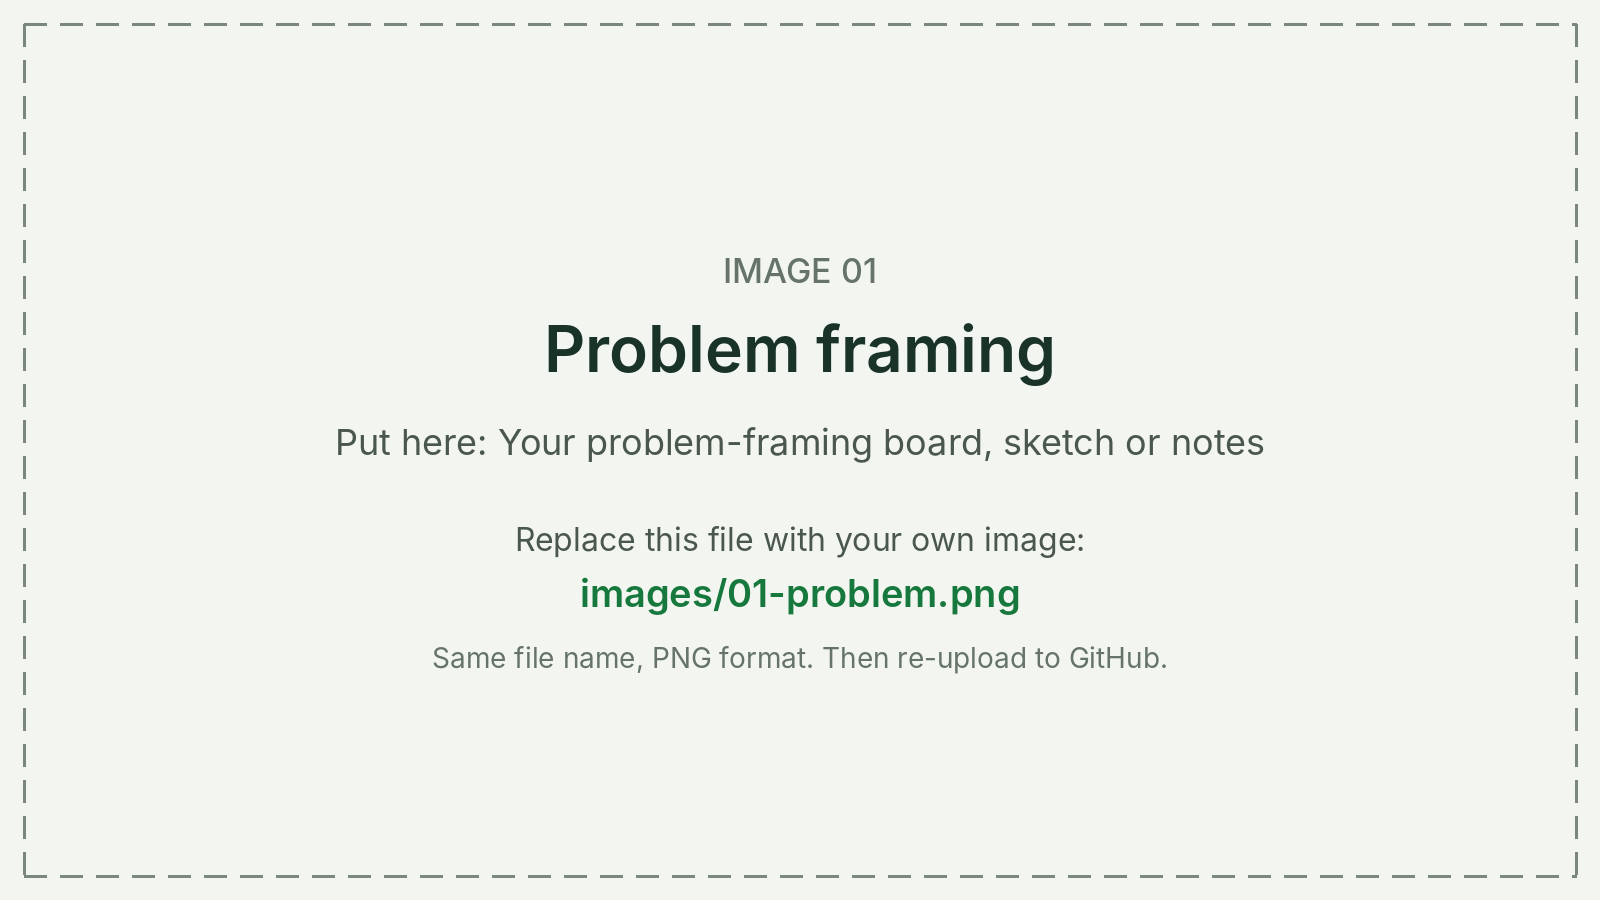 IMAGE 01
Problem framing
Put here: Your problem-framing board, sketch or notes
Replace this file with your own image:
images/01-problem.png
Same file name, PNG format. Then re-upload to GitHub.